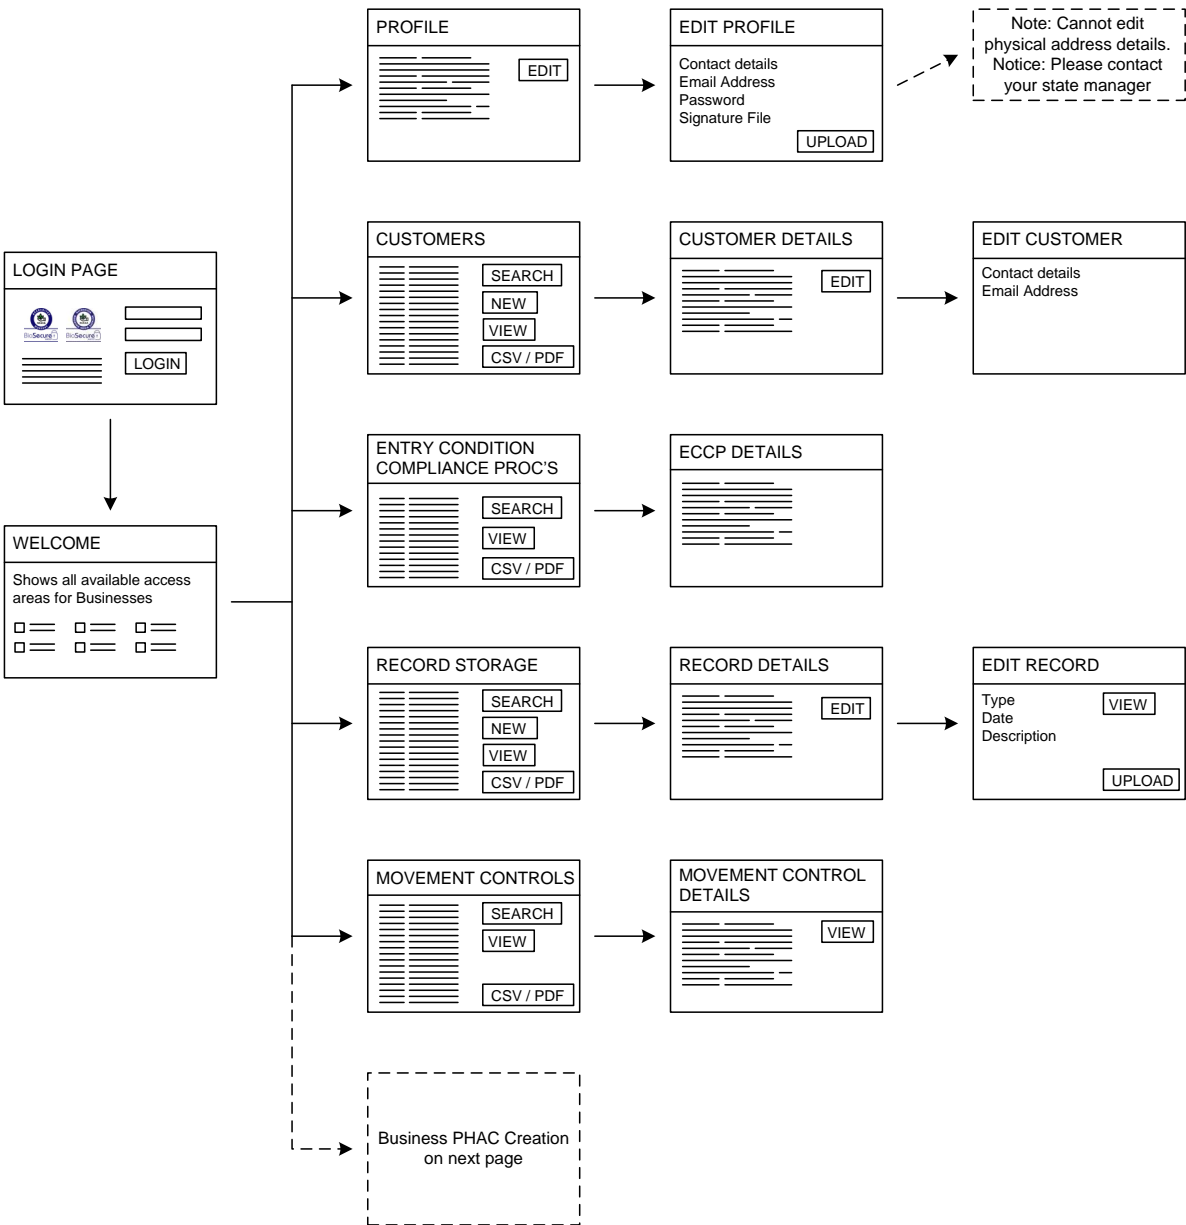 PROFILE
EDIT
EDIT PROFILE
Contact details
Email Address
Password
Signature File
UPLOAD
Note: Cannot edit
physical address details.
Notice: Please contact
your state manager
LOGIN PAGE
BioSecure
BioSecure
LOGIN
CUSTOMERS
SEARCH
NEW
VIEW
CSV / PDF
CUSTOMER DETAILS
EDIT
EDIT CUSTOMER
Contact details
Email Address
WELCOME
Shows all available access
areas for Businesses
ENTRY CONDITION
COMPLIANCE PROC'S
SEARCH
VIEW
CSV / PDF
ECCP DETAILS
RECORD STORAGE
SEARCH
NEW
VIEW
CSV / PDF
RECORD DETAILS
EDIT
EDIT RECORD
Type
Date
Description
VIEW
UPLOAD
MOVEMENT CONTROLS
SEARCH
VIEW
CSV / PDF
MOVEMENT CONTROL
DETAILS
VIEW
Business PHAC Creation
on next page